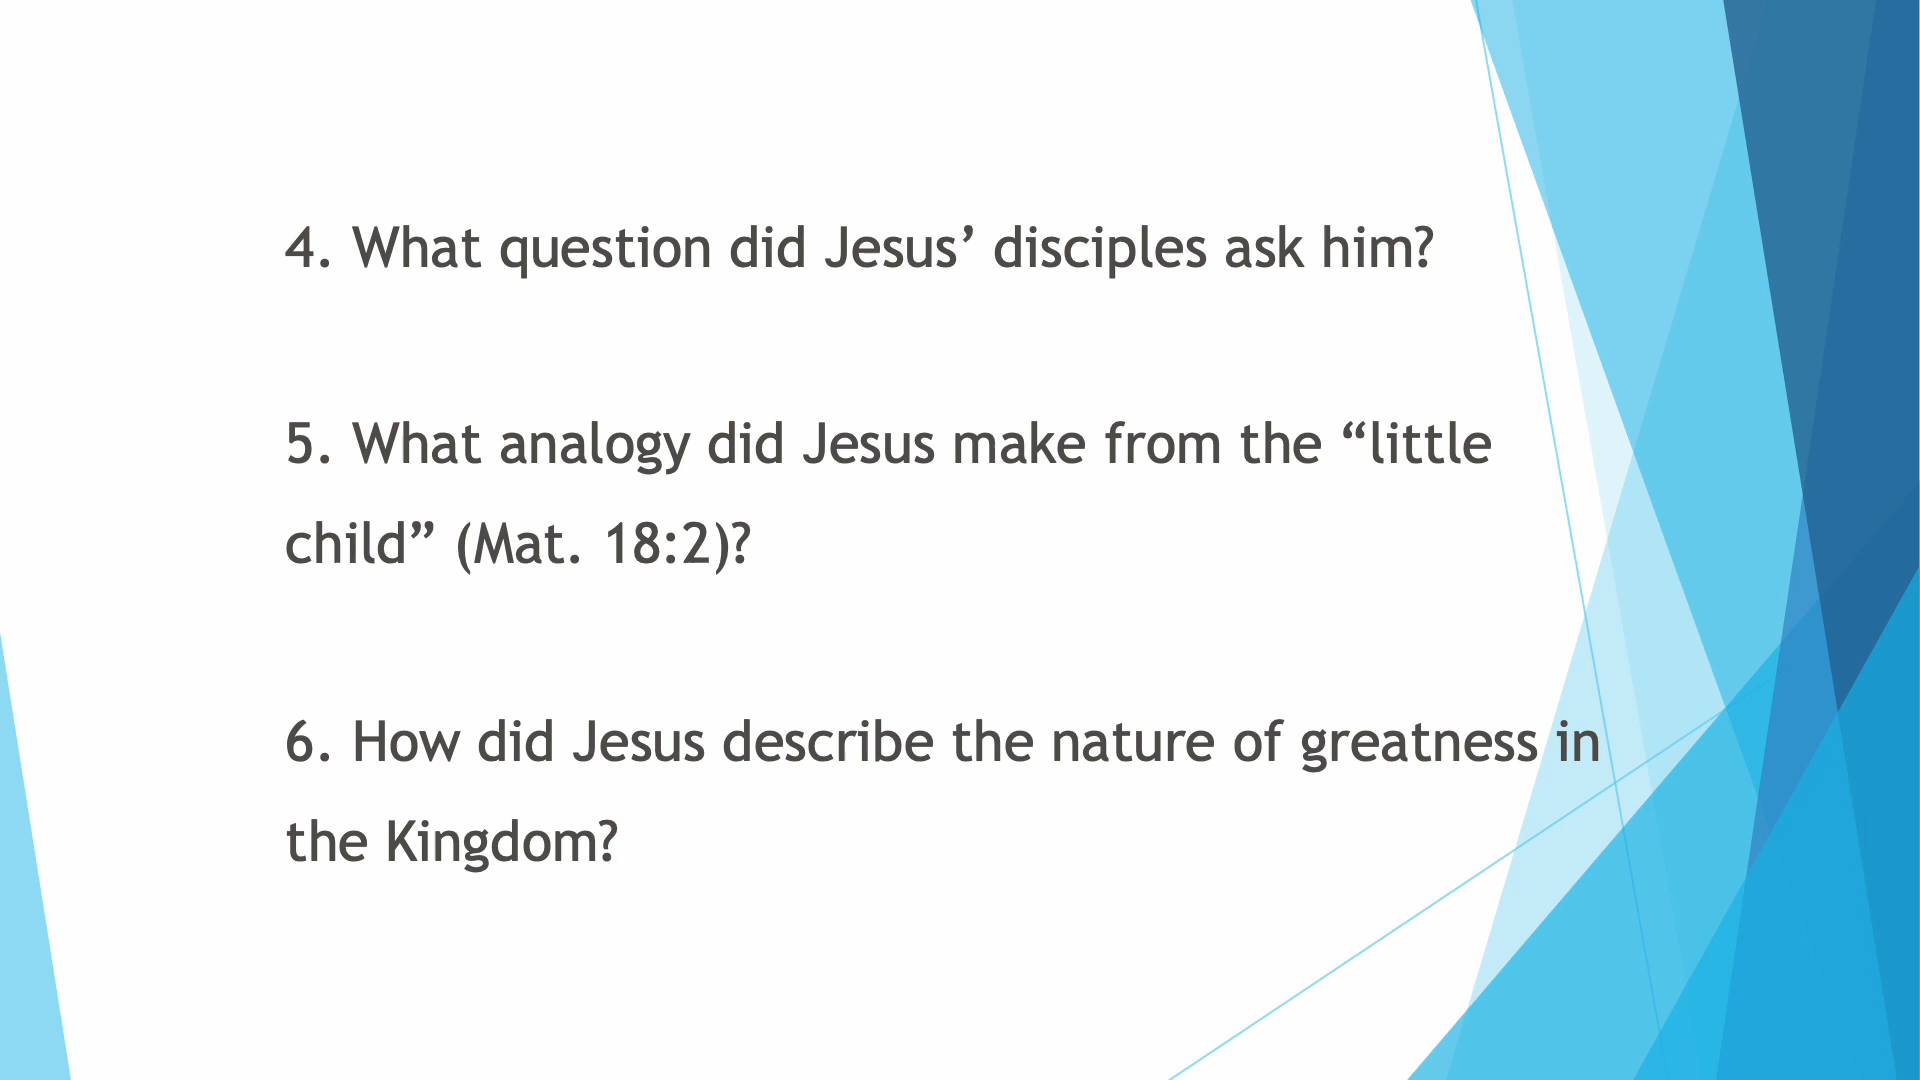 4. What question did Jesus’ disciples ask him?
5. What analogy did Jesus make from the “little
child” (Mat. 18:2)?
6. How did Jesus describe the nature of greatness in
the Kingdom?